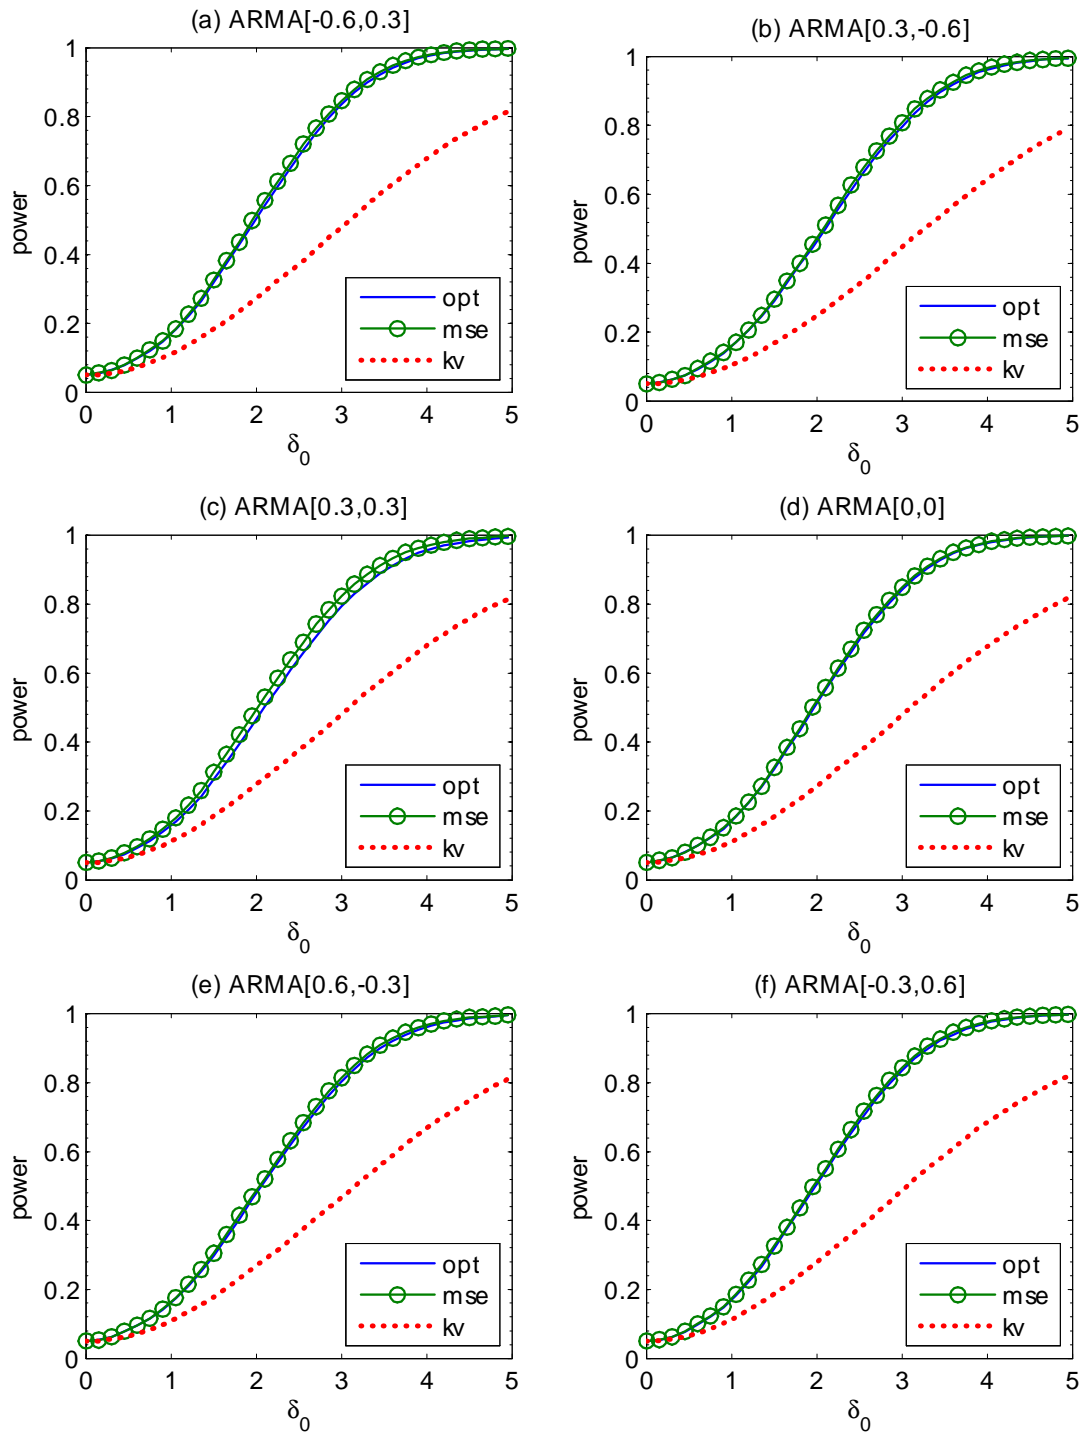 (a) ARMA[-0.6,0.3]
1
0.8
0.6
0.4
0.2
0
power
opt
mse
kv
0 1 2 3 4 5
δ0
(b) ARMA[0.3,-0.6]
1
0.8
0.6
0.4
0.2
0
power
opt
mse
kv
0 1 2 3 4 5
δ0
(c) ARMA[0.3,0.3]
1
0.8
0.6
0.4
0.2
0
power
opt
mse
kv
0 1 2 3 4 5
δ0
(d) ARMA[0,0]
1
0.8
0.6
0.4
0.2
0
power
opt
mse
kv
0 1 2 3 4 5
δ0
(e) ARMA[0.6,-0.3]
1
0.8
0.6
0.4
0.2
0
power
opt
mse
kv
0 1 2 3 4 5
δ0
(f) ARMA[-0.3,0.6]
1
0.8
0.6
0.4
0.2
0
power
opt
mse
kv
0 1 2 3 4 5
δ0